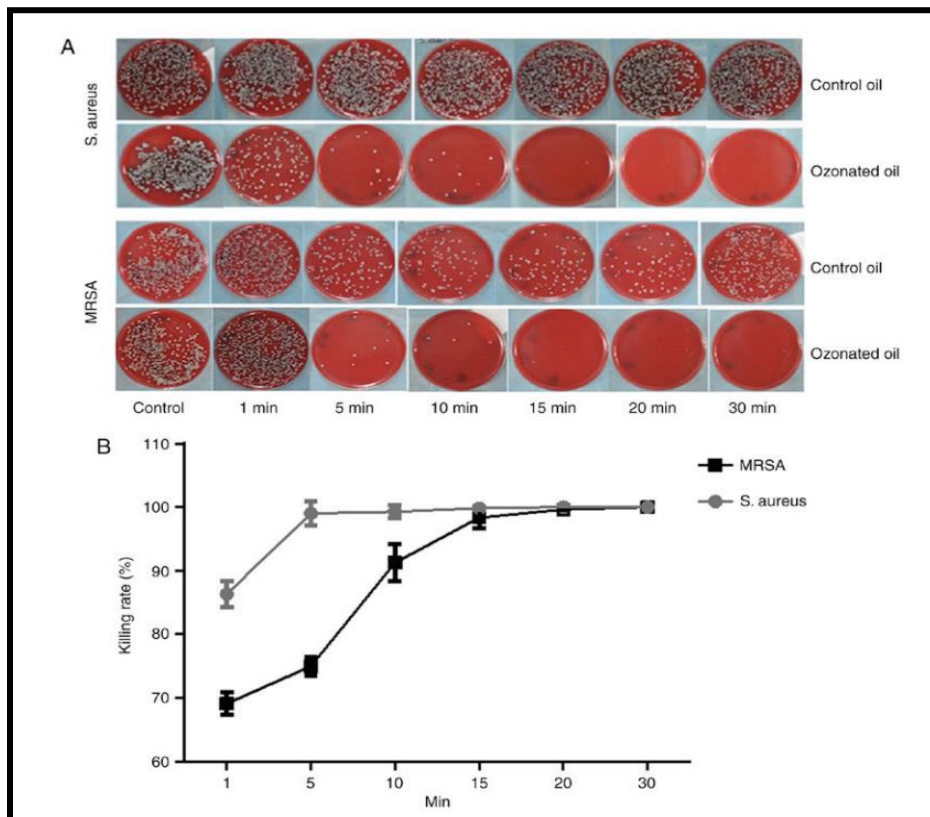 A
S. aureus
Control oil
Ozonated oil
MRSA
Control oil
Ozonated oil
Control 1 min 5 min 10 min 15 min 20 min 30 min
B
110
100
90
80
70
60
Killing rate (%)
1 5 10 15 20 30
Min
MRSA
S. aureus